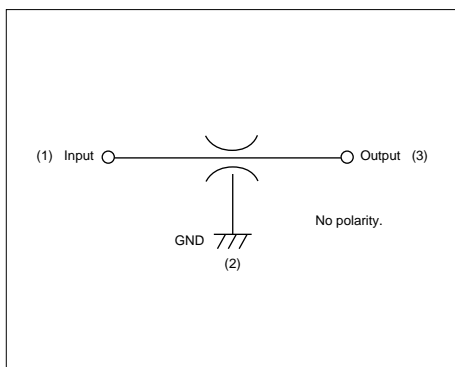 (1) Input Output (3)
No polarity.
GND
(2)